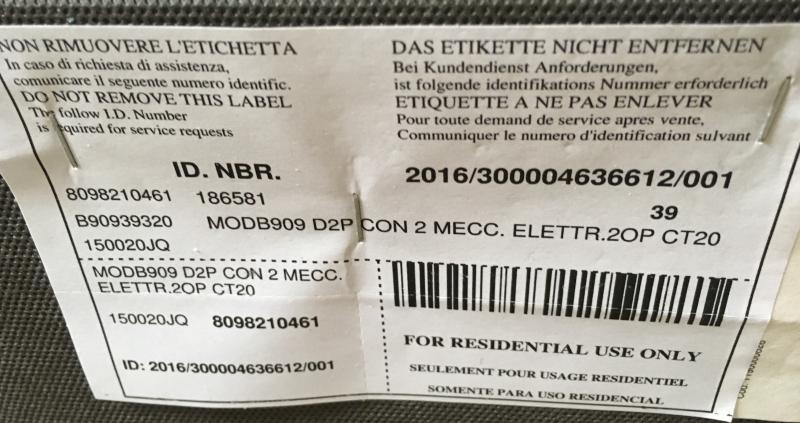 NON RIMUOVERE L'ETICHETTA
In caso di richiesta di assistenza,
comunicare il seguente numero identific.
DO NOT REMOVE THIS LABEL
The follow I.D. Number
is required for service requests
DAS ETIKETTE NICHT ENTFERNEN
Bei Kundendienst Anforderungen,
ist folgende identifikations Nummer erforderlich
ETIQUETTE A NE PAS ENLEVER
Pour toute demand de service apres vente,
Communiquer le numero d'identification sulvant
ID. NBR. 2016/300004636612/001
8098210461 186581 39
B90939320 MODB909 D2P CON 2 MECC. ELETTR.2OP CT20
150020JQ
MODB909 D2P CON 2 MECC.
ELETTR.2OP CT20
150020JQ 8098210461
ID: 2016/300004636612/001
FOR RESIDENTIAL USE ONLY
SEULEMENT POUR USAGE RESIDENTIEL
SOMENTE PARA USO RESIDENCIAL